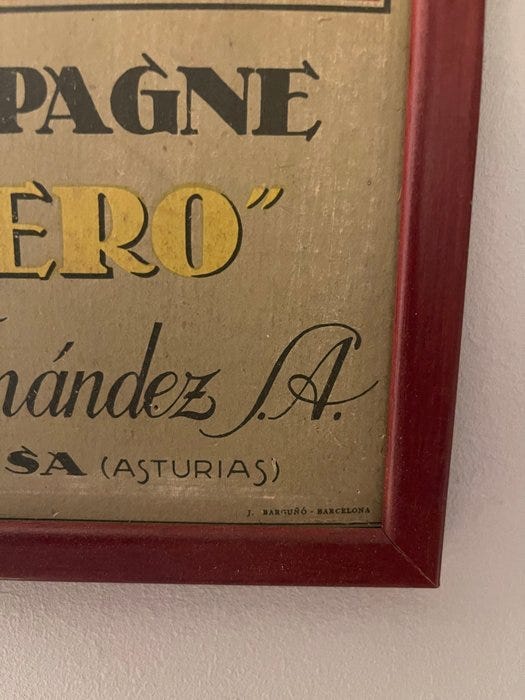 PAGNE
ERO"
nández S.A.
SA (ASTURIAS)
J. BARGUÑÓ - BARCELONA